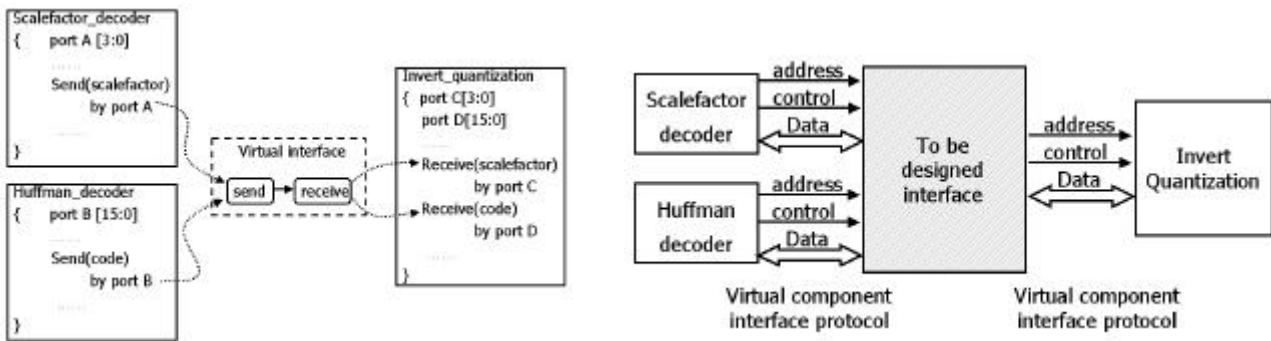 Scalefactor_decoder
{ port A [3:0]
......
Send(scalefactor)
by port A
......
}
Huffman_decoder
{ port B [15:0]
......
Send(code)
by port B
......
}
Virtual interface
send
receive
Invert_quantization
{ port C[3:0]
port D[15:0]
......
Receive(scalefactor)
by port C
Receive(code)
by port D
......
}
Scalefactor
decoder
address
control
Data
Huffman
decoder
address
control
Data
To be
designed
interface
address
control
Data
Invert
Quantization
Virtual component
interface protocol
Virtual component
interface protocol